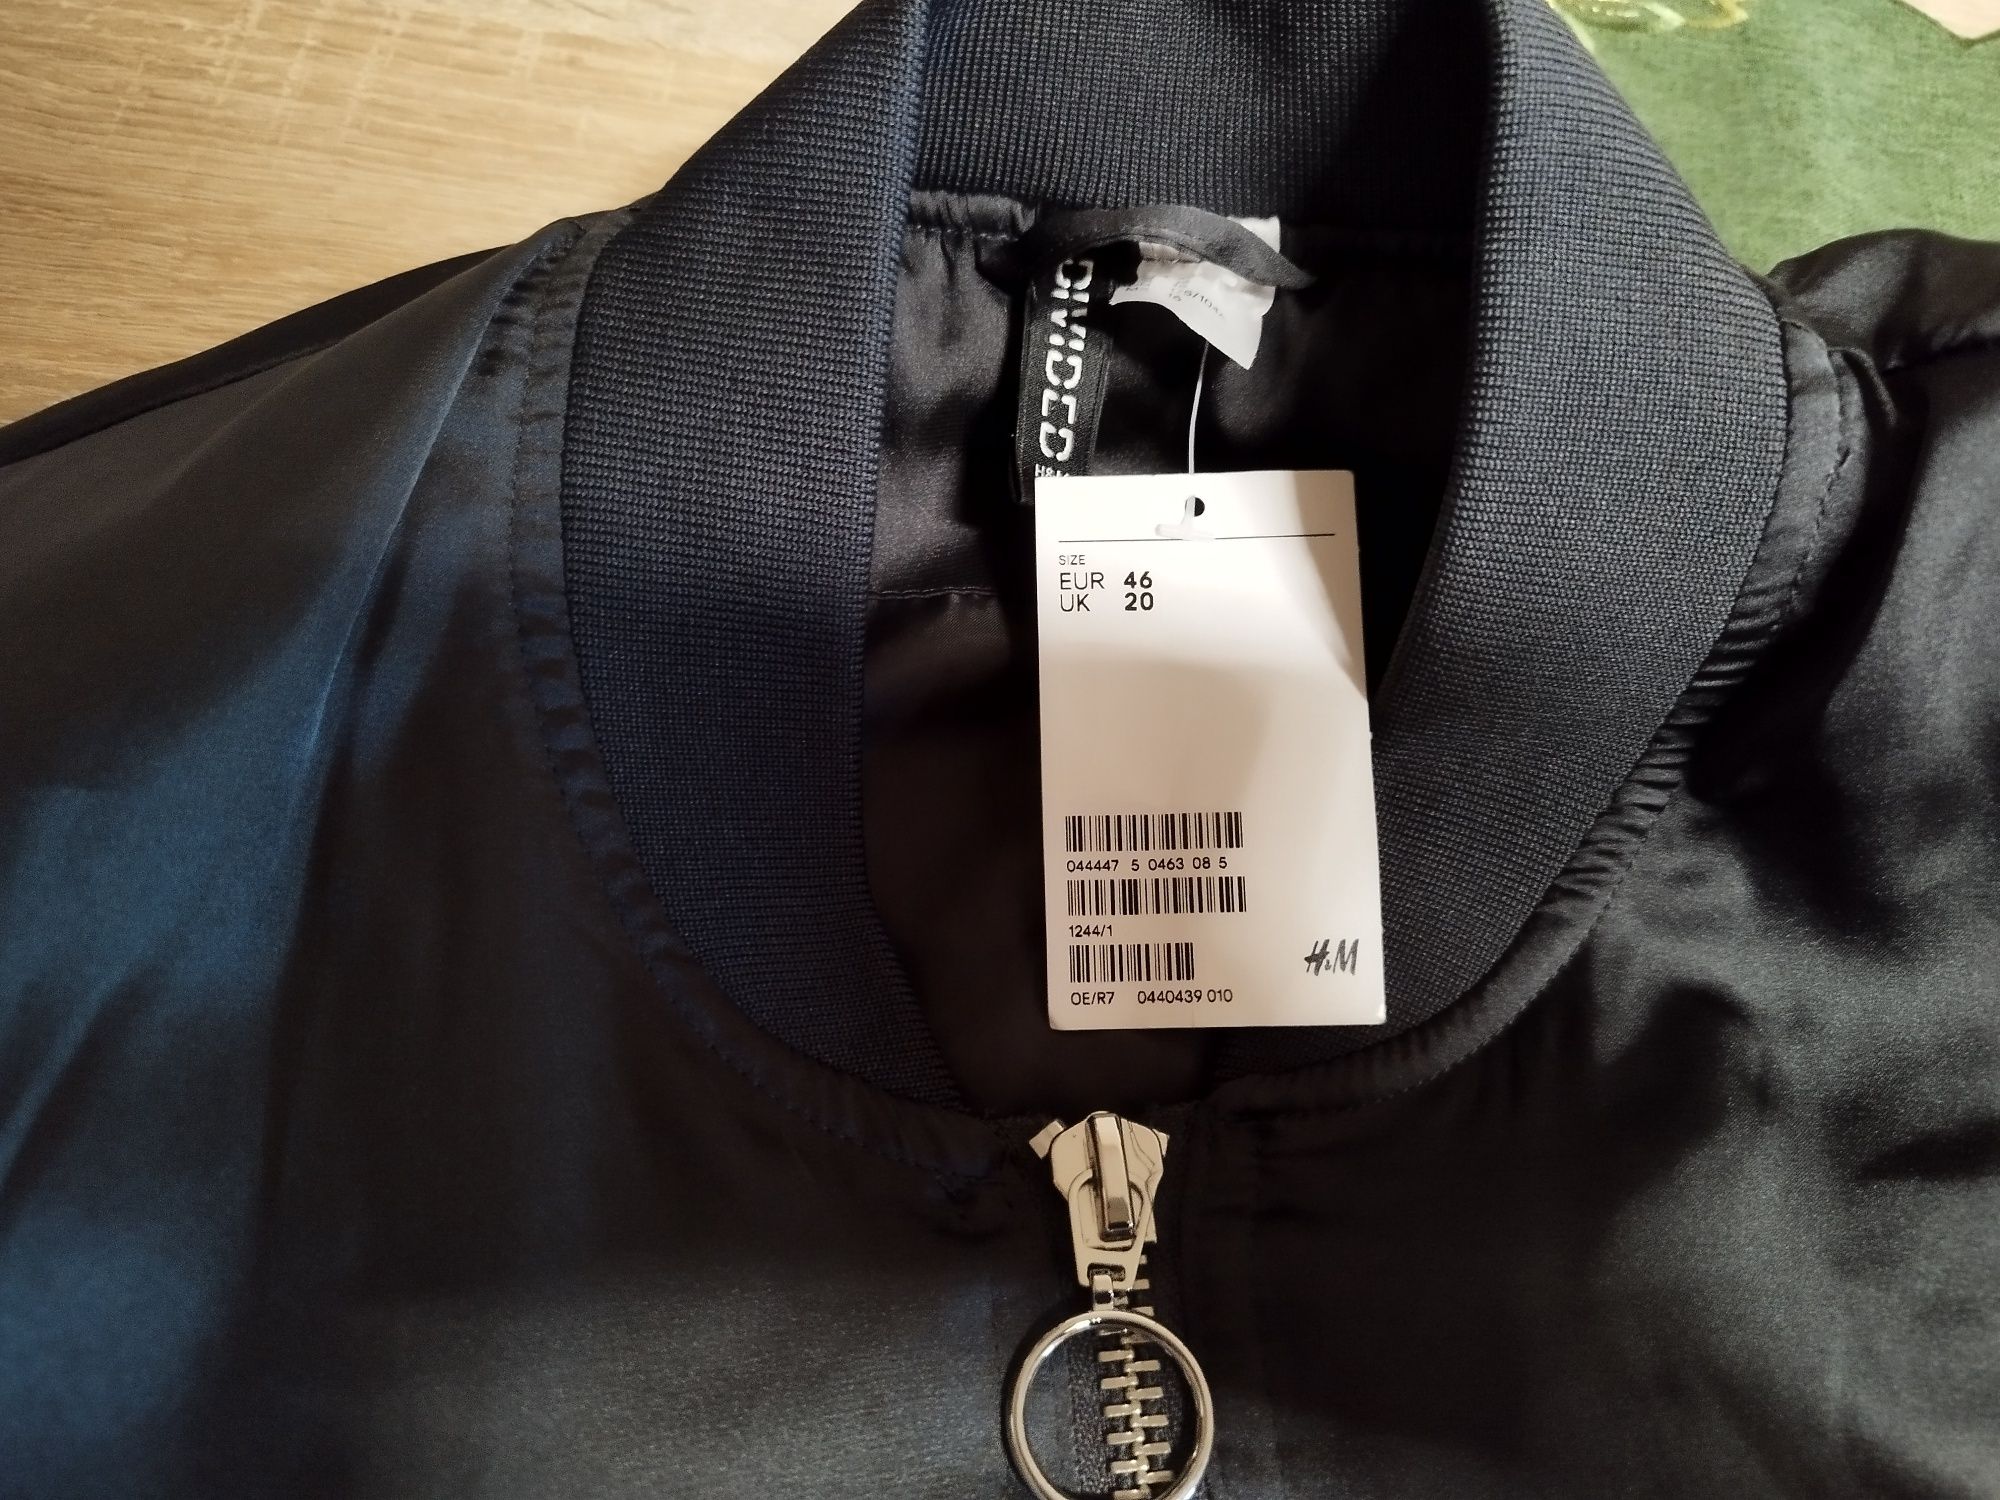 DIVIDED
SIZE
EUR 46
UK 20
044447 5 0463 08 5
1244/1
OE/R7 0440439 010
H&M